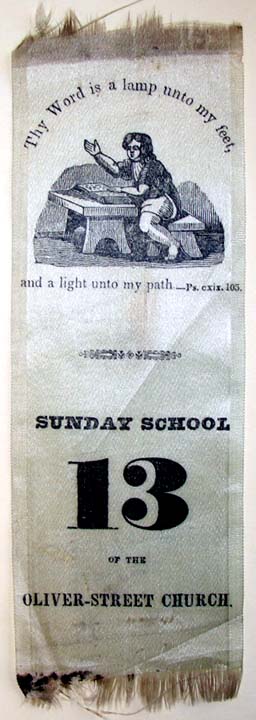 Thy Word is a lamp unto my feet,
and a light unto my path.—Ps. cxix. 105.
SUNDAY SCHOOL
13
OF THE
OLIVER-STREET CHURCH.